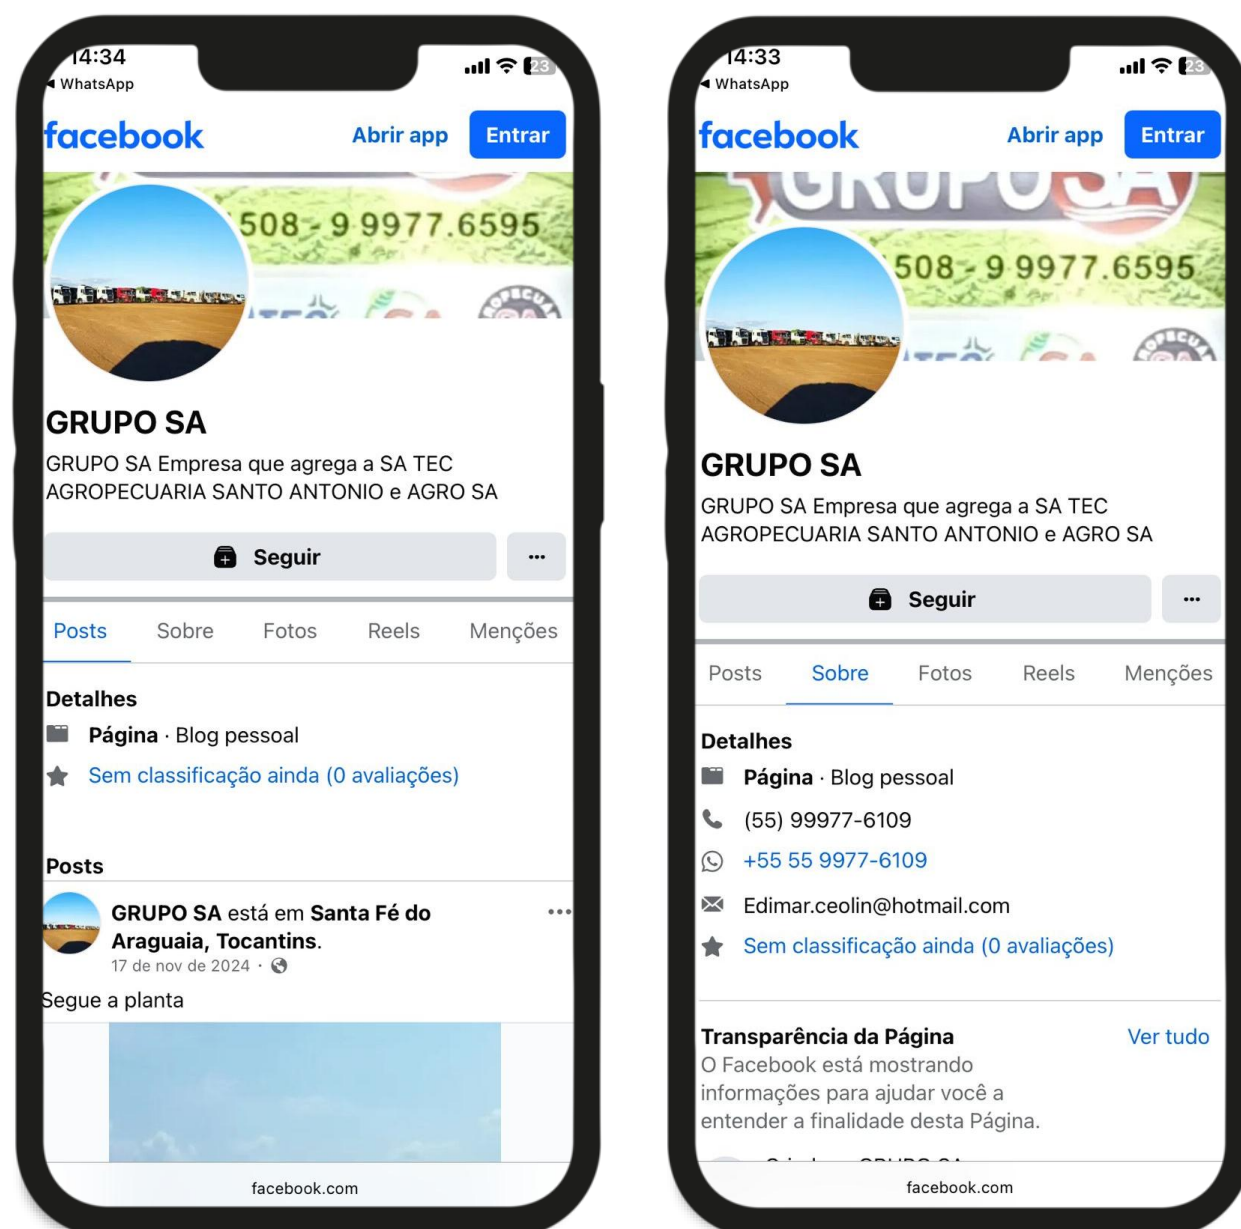 14:34
23
◀ WhatsApp
facebook
Abrir app
Entrar
508 - 9 9977.6595
GRUPO SA
GRUPO SA Empresa que agrega a SA TEC
AGROPECUARIA SANTO ANTONIO e AGRO SA
Seguir
Posts
Sobre
Fotos
Reels
Menções
Detalhes
Página · Blog pessoal
Sem classificação ainda (0 avaliações)
Posts
GRUPO SA está em Santa Fé do
Araguaia, Tocantins.
17 de nov de 2024 ·
Segue a planta
facebook.com
14:33
23
◀ WhatsApp
facebook
Abrir app
Entrar
GRUPO SA
508 - 9 9977.6595
GRUPO SA
GRUPO SA Empresa que agrega a SA TEC
AGROPECUARIA SANTO ANTONIO e AGRO SA
Seguir
Posts
Sobre
Fotos
Reels
Menções
Detalhes
Página · Blog pessoal
(55) 99977-6109
+55 55 9977-6109
Edimar.ceolin@hotmail.com
Sem classificação ainda (0 avaliações)
Transparência da Página
Ver tudo
O Facebook está mostrando
informações para ajudar você a
entender a finalidade desta Página.
facebook.com